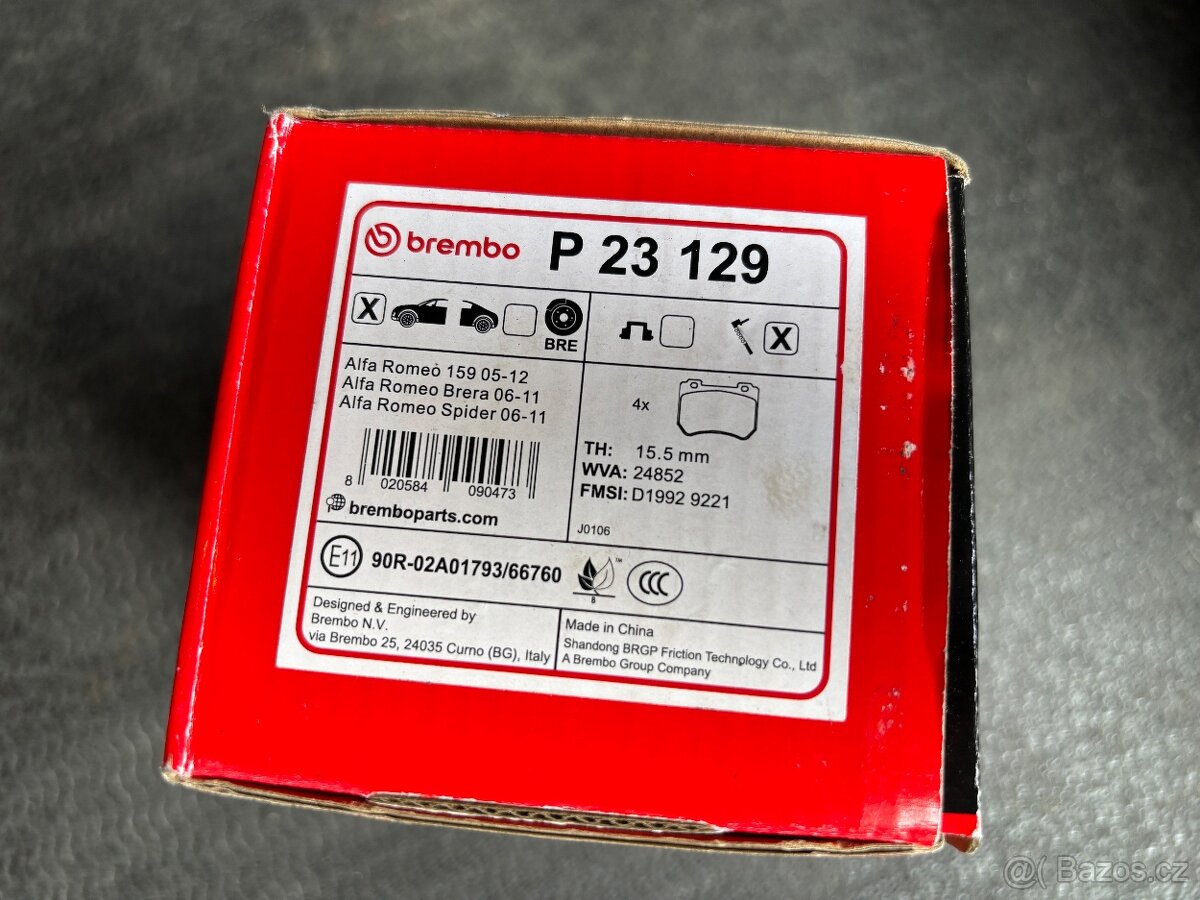 brembo P 23 129
X
BRE
X
Alfa Romeò 159 05-12
Alfa Romeo Brera 06-11
Alfa Romeo Spider 06-11
4x
8 020584 090473
TH: 15.5 mm
WVA: 24852
FMSI: D1992 9221
bremboparts.com
J0106
E11 90R-02A01793/66760
TM
B
CCC
Designed & Engineered by
Brembo N.V.
via Brembo 25, 24035 Curno (BG), Italy
Made in China
Shandong BRGP Friction Technology Co., Ltd
A Brembo Group Company
@( Bazos.cz